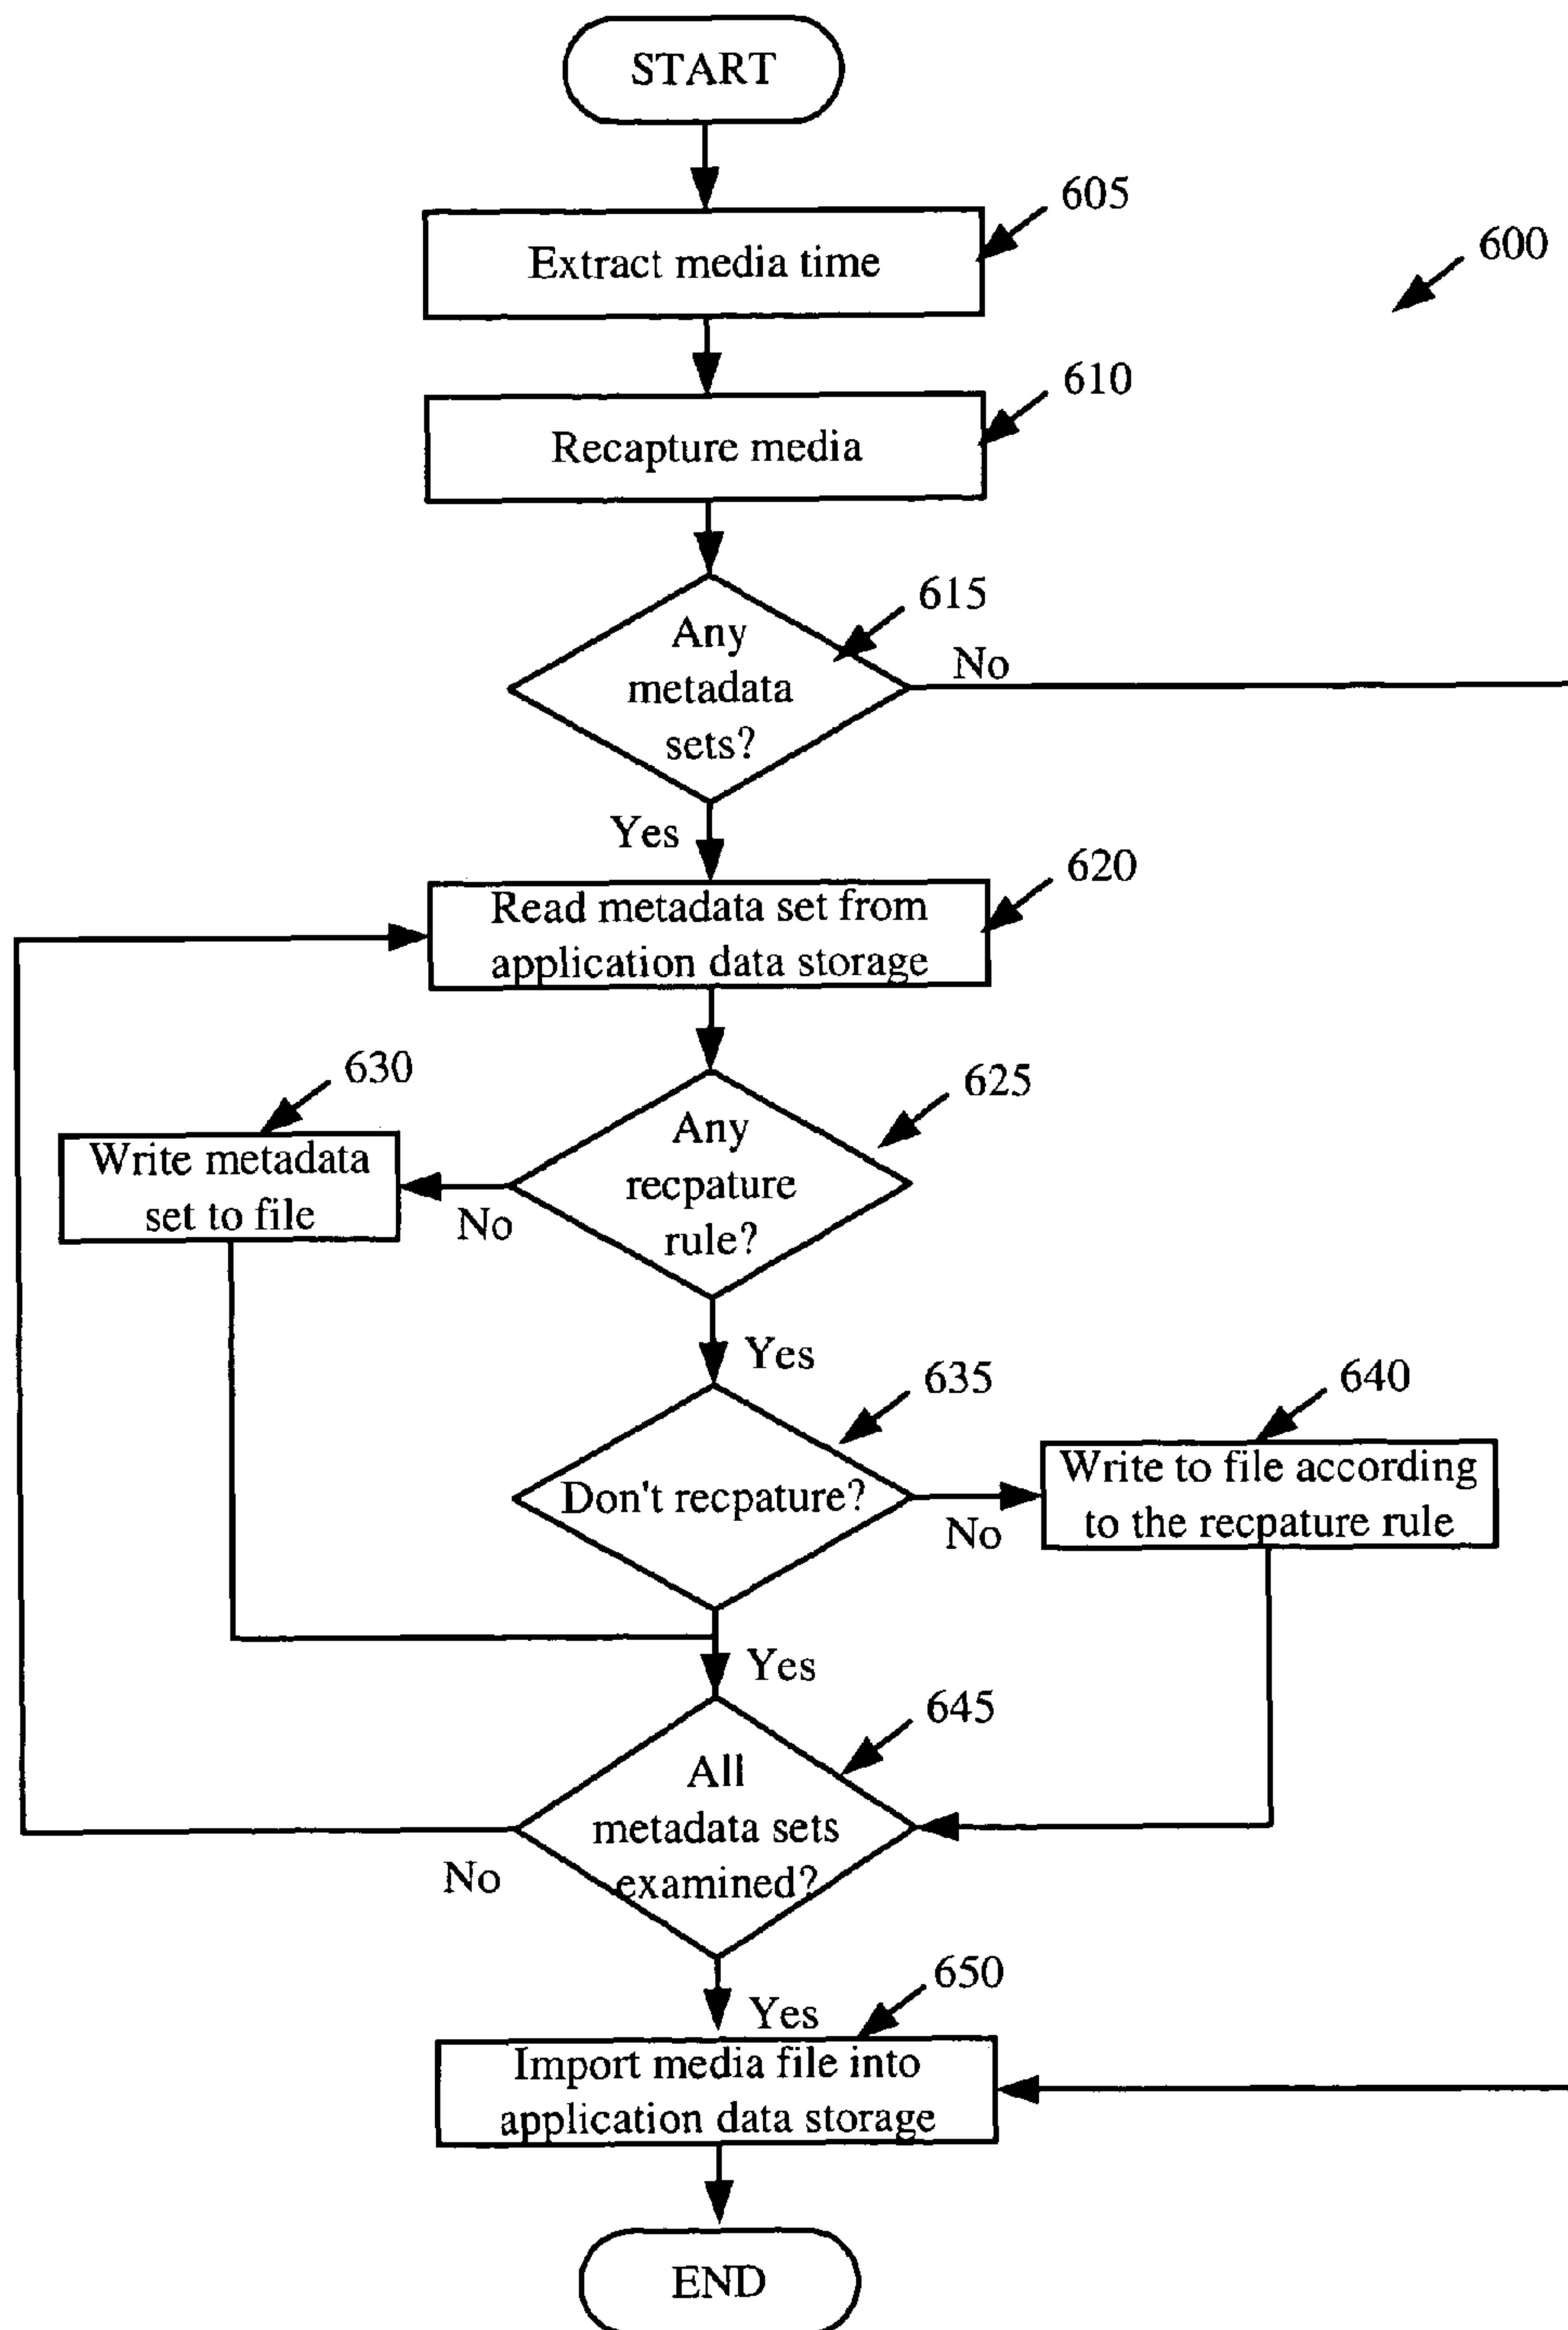 START
605
Extract media time
600
610
Recapture media
615
Any
metadata
sets?
No
Yes
620
Read metadata set from
application data storage
630
625
Write metadata
set to file
Any
recpature
rule?
No
Yes
635
640
Don't recpature?
No
Write to file according
to the recpature rule
Yes
645
All
metadata sets
examined?
No
650
Yes
Import media file into
application data storage
END